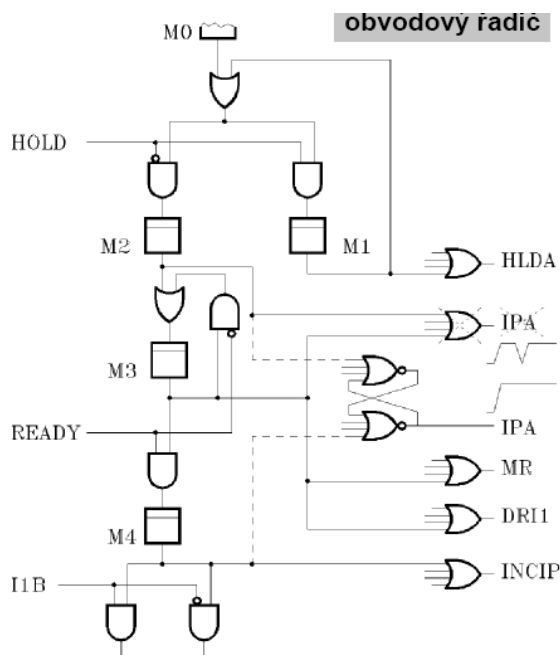 obvodový řadič
M0
HOLD
M2
M1
HLDA
IPA
M3
READY
IPA
MR
M4
DRI1
I1B
INCIP